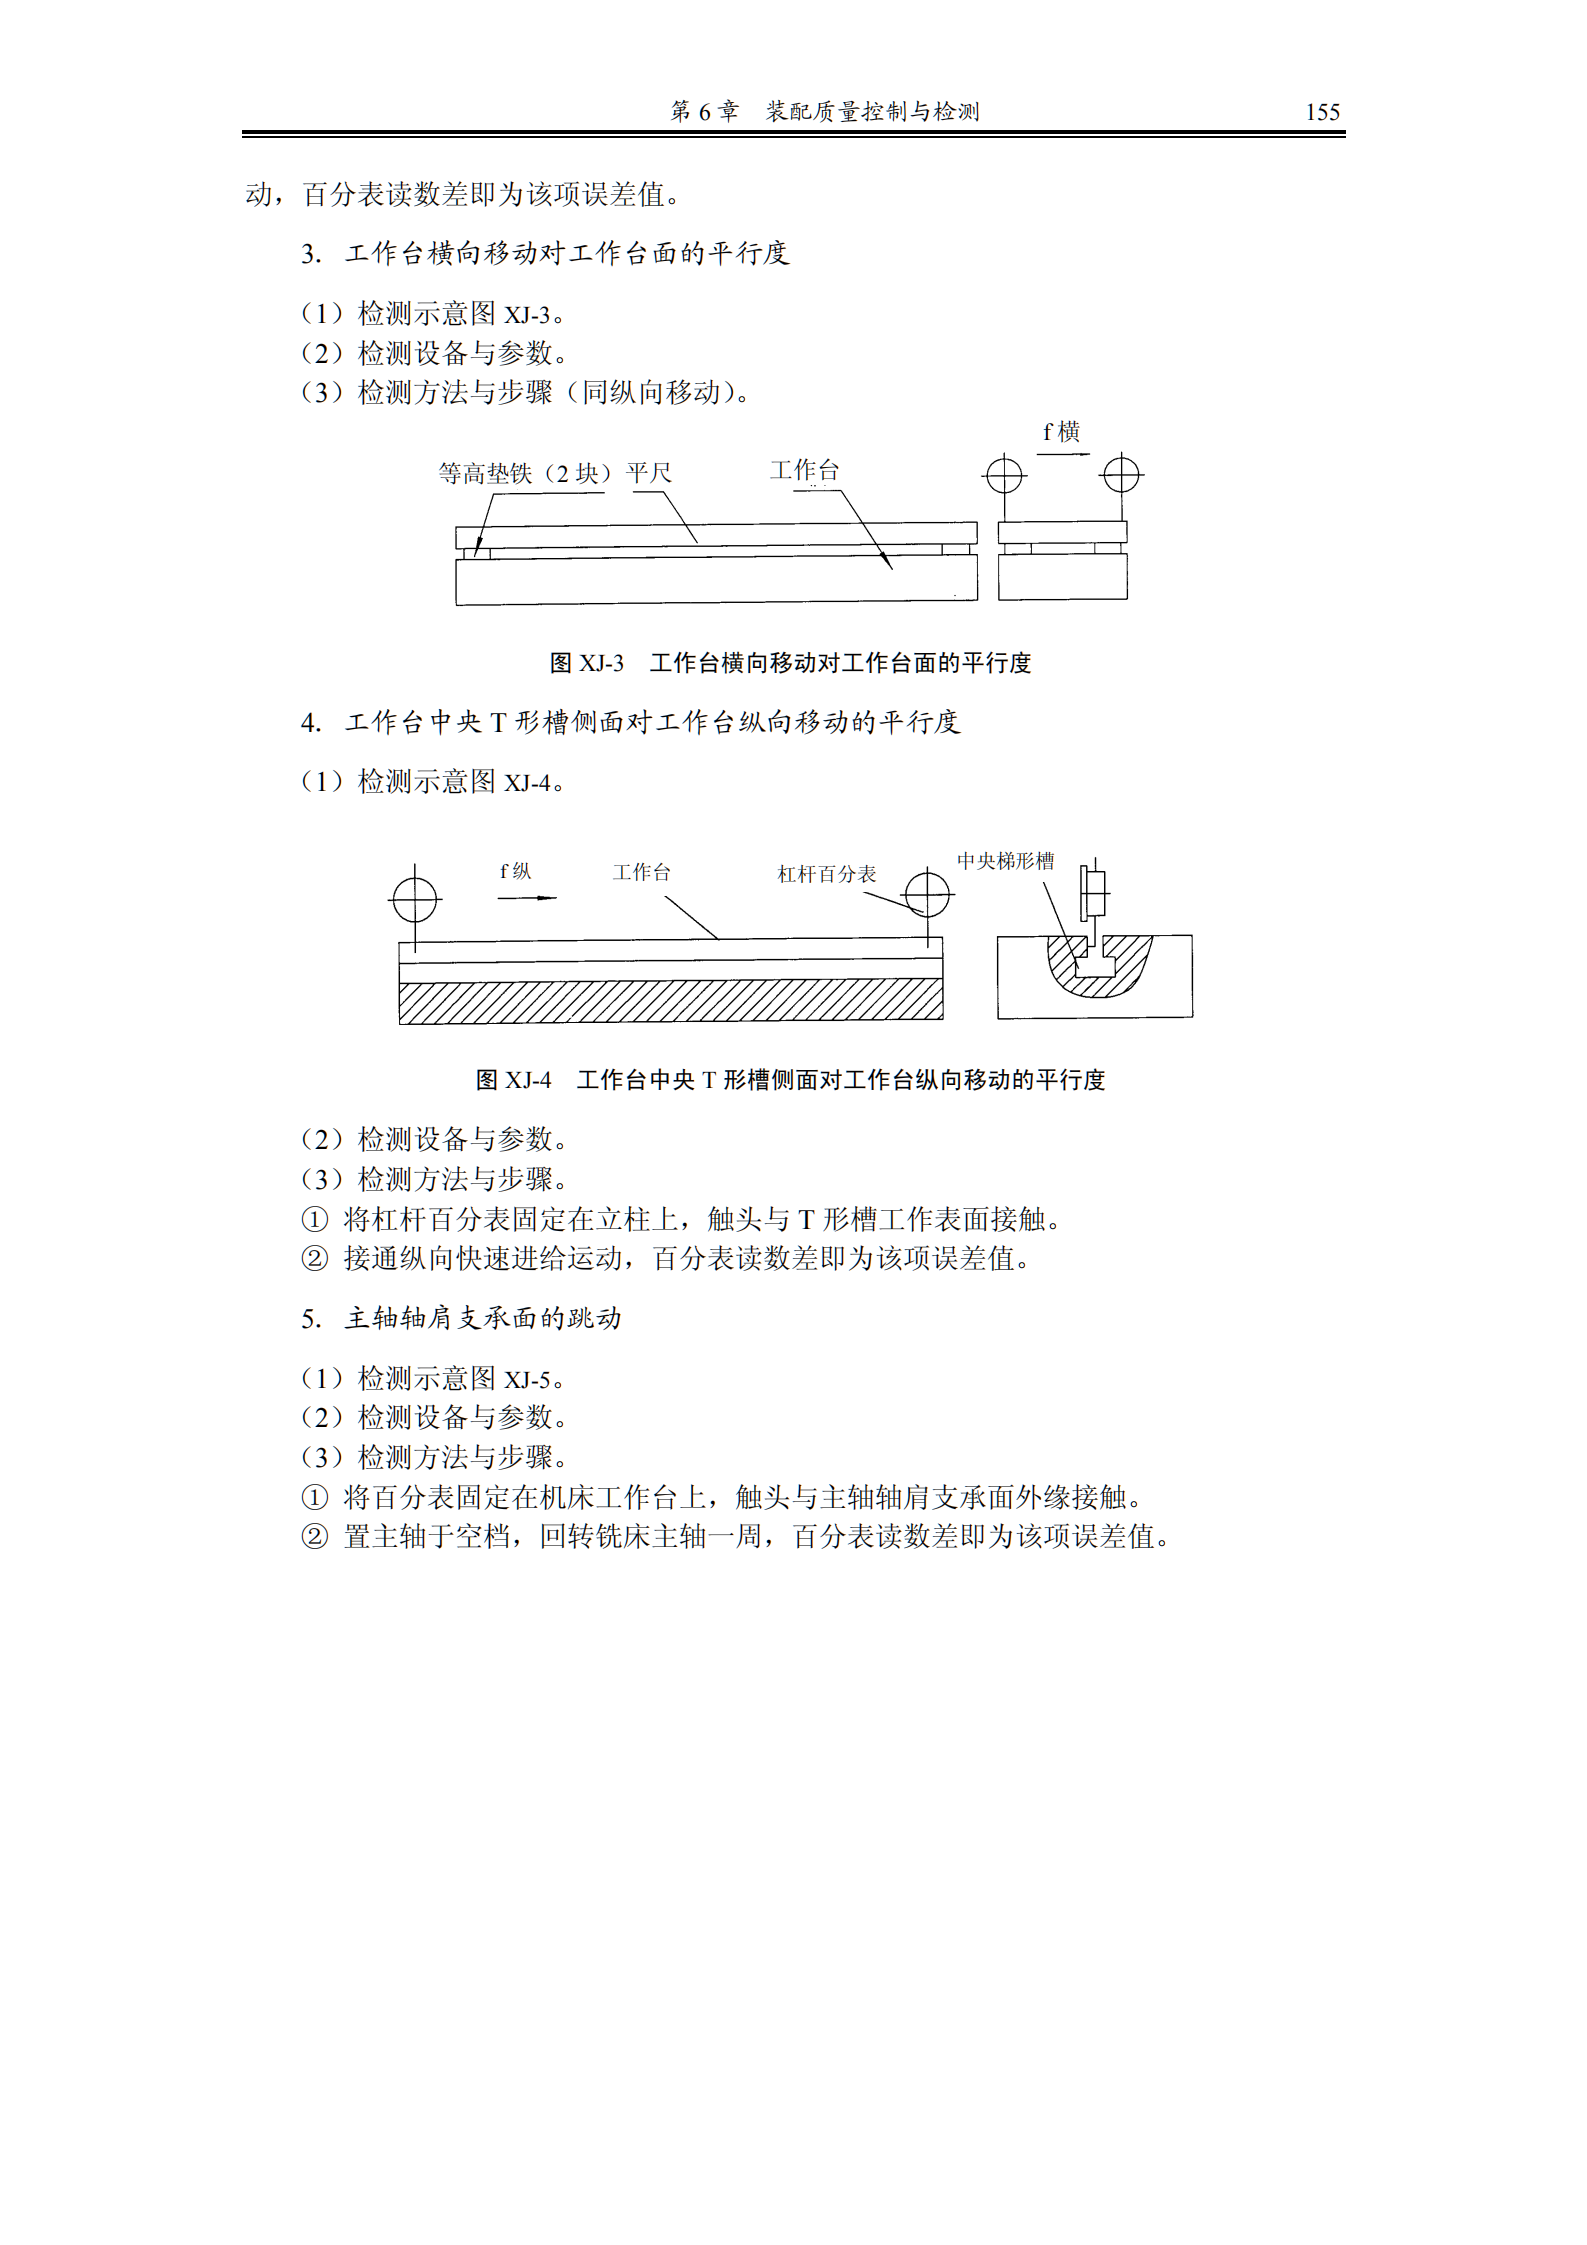 第 6 章 装配质量控制与检测 155
动，百分表读数差即为该项误差值。
3. 工作台横向移动对工作台面的平行度
（1）检测示意图 XJ-3。
（2）检测设备与参数。
（3）检测方法与步骤（同纵向移动）。
f 横
等高垫铁（2 块）平尺 工作台
图 XJ-3 工作台横向移动对工作台面的平行度
4. 工作台中央 T 形槽侧面对工作台纵向移动的平行度
（1）检测示意图 XJ-4。
f 纵 工作台 杠杆百分表 中央梯形槽
图 XJ-4 工作台中央 T 形槽侧面对工作台纵向移动的平行度
（2）检测设备与参数。
（3）检测方法与步骤。
① 将杠杆百分表固定在立柱上，触头与 T 形槽工作表面接触。
② 接通纵向快速进给运动，百分表读数差即为该项误差值。
5. 主轴轴肩支承面的跳动
（1）检测示意图 XJ-5。
（2）检测设备与参数。
（3）检测方法与步骤。
① 将百分表固定在机床工作台上，触头与主轴轴肩支承面外缘接触。
② 置主轴于空档，回转铣床主轴一周，百分表读数差即为该项误差值。